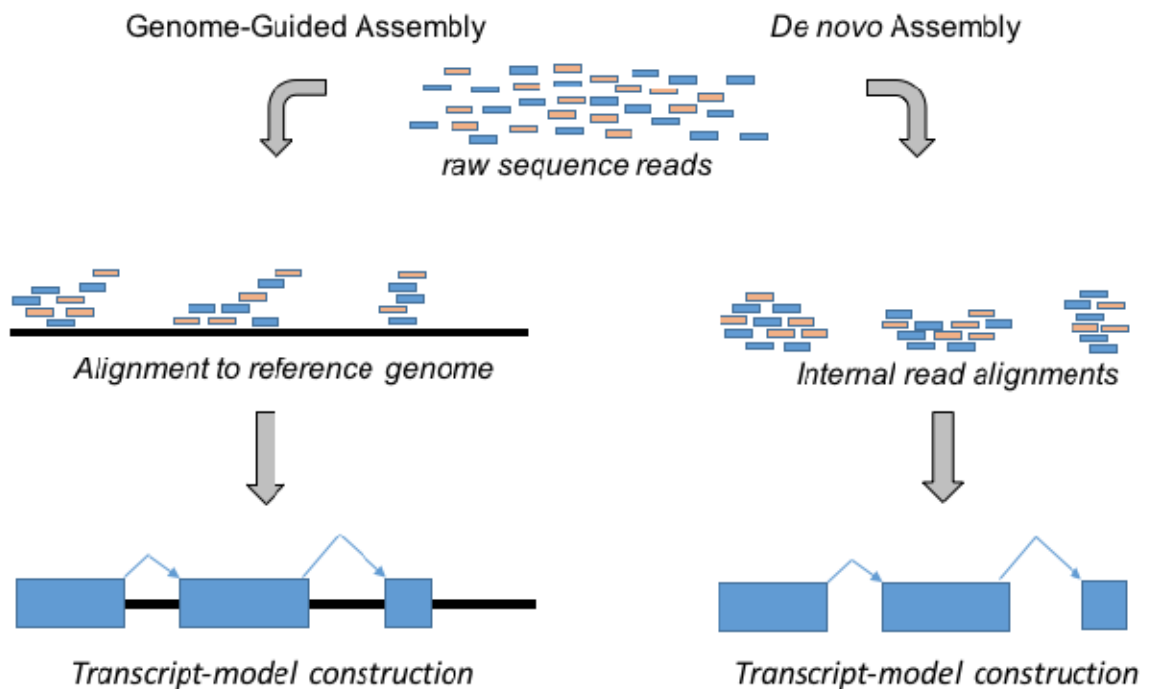 Genome-Guided Assembly
De novo Assembly
raw sequence reads
Alignment to reference genome
Internal read alignments
Transcript-model construction
Transcript-model construction